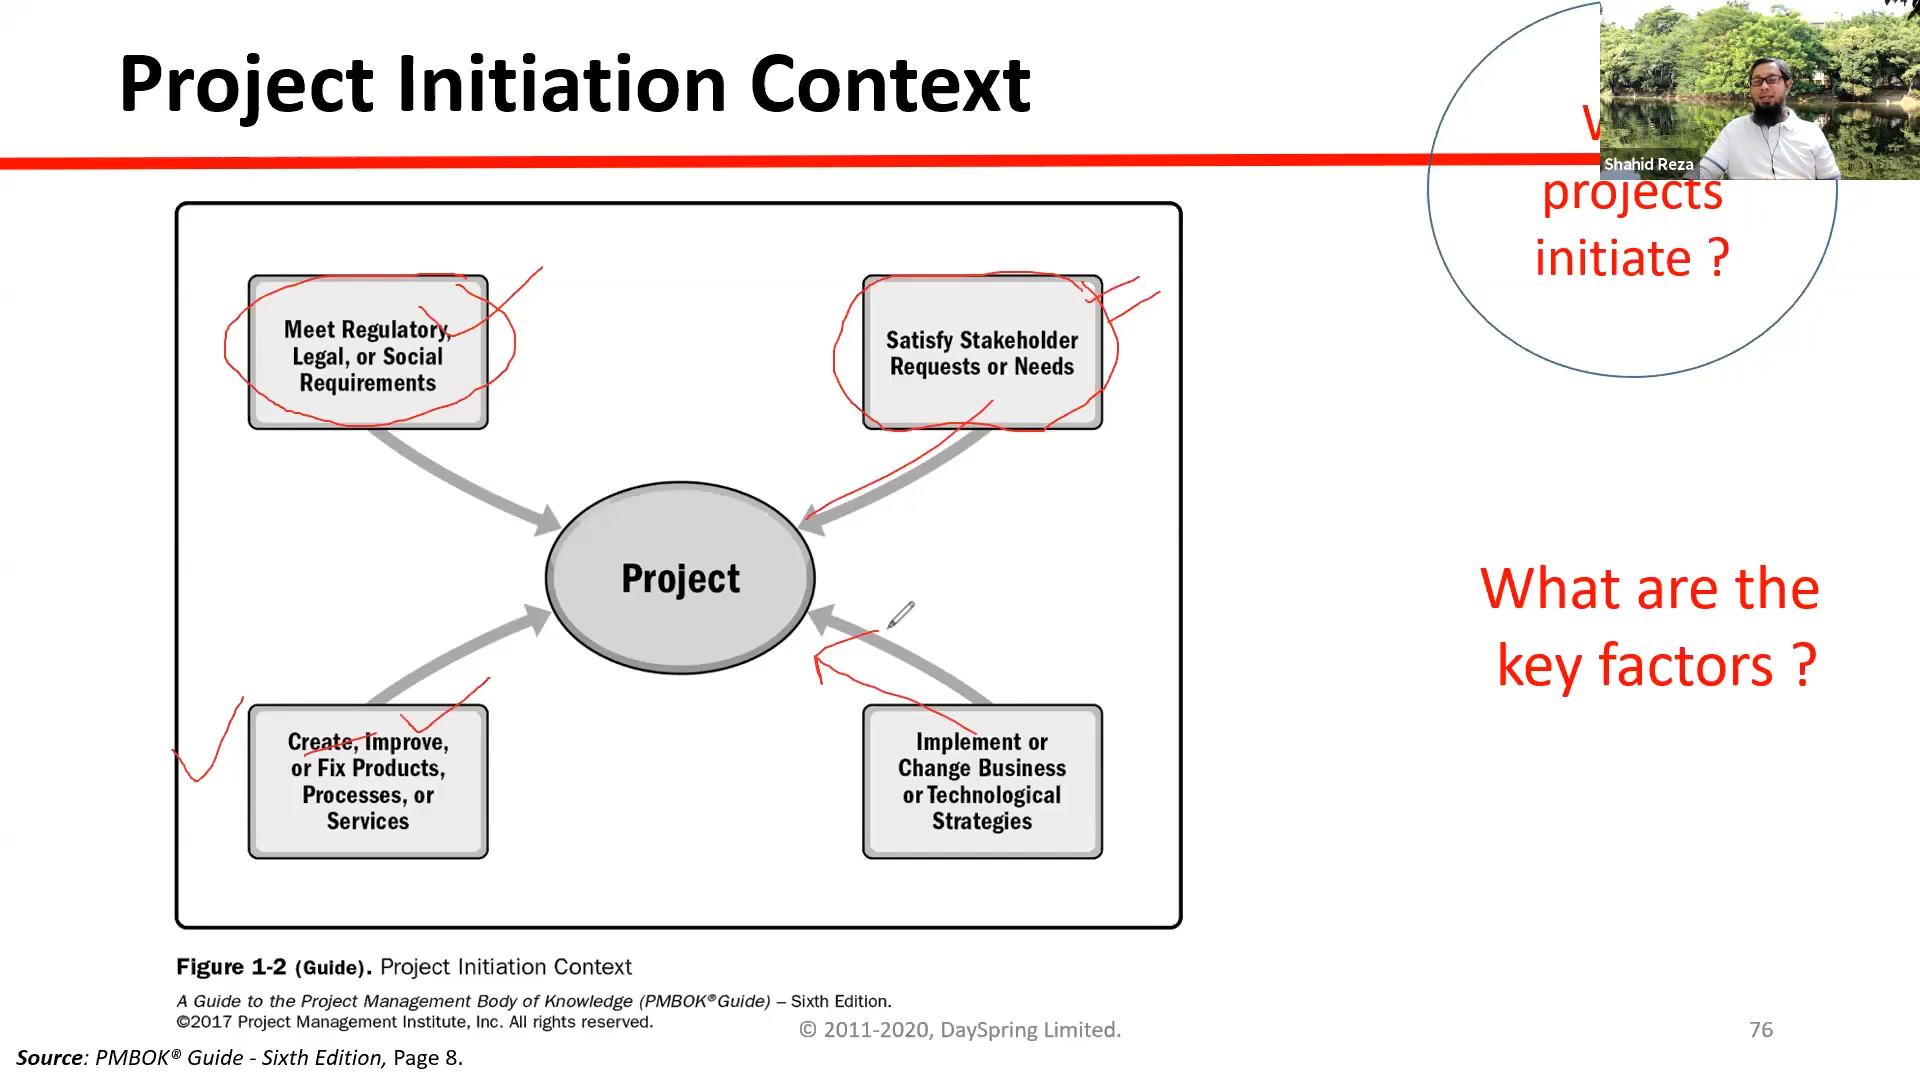 Project Initiation Context
Shahid Reza
projects
initiate ?
Meet Regulatory,
Legal, or Social
Requirements
Satisfy Stakeholder
Requests or Needs
Project
What are the
key factors ?
Create, Improve,
or Fix Products,
Processes, or
Services
Implement or
Change Business
or Technological
Strategies
Figure 1-2 (Guide). Project Initiation Context
A Guide to the Project Management Body of Knowledge (PMBOK®Guide) – Sixth Edition.
©2017 Project Management Institute, Inc. All rights reserved.
© 2011-2020, DaySpring Limited.
76
Source: PMBOK® Guide - Sixth Edition, Page 8.